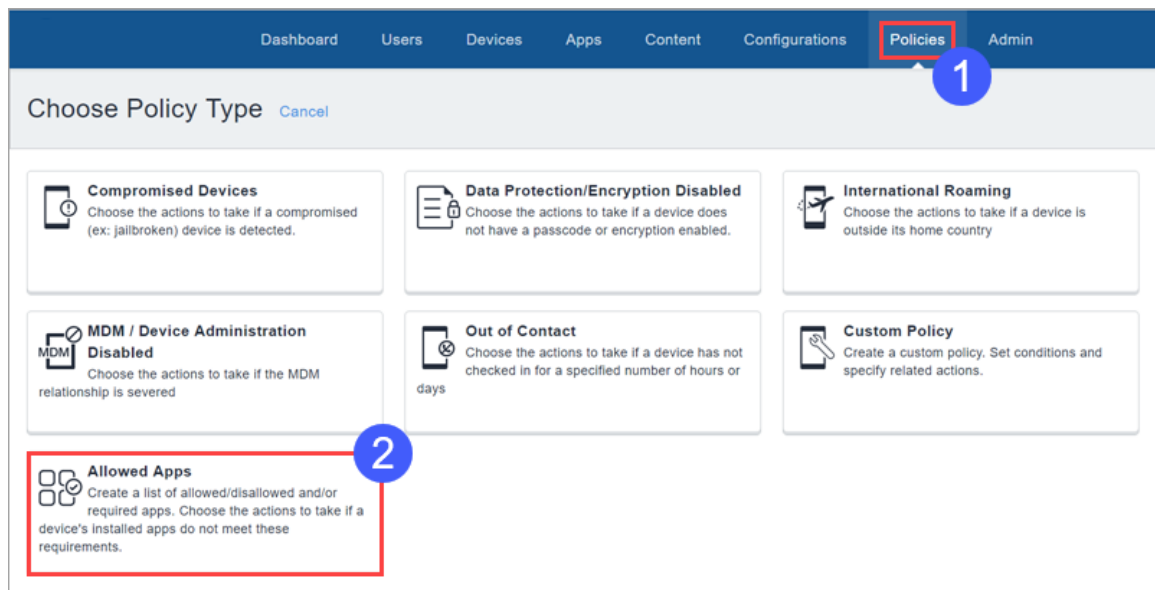 Dashboard Users Devices Apps Content Configurations Policies Admin
1
Choose Policy Type Cancel
Compromised Devices
Choose the actions to take if a compromised
(ex: jailbroken) device is detected.
Data Protection/Encryption Disabled
Choose the actions to take if a device does
not have a passcode or encryption enabled.
International Roaming
Choose the actions to take if a device is
outside its home country
MDM
MDM / Device Administration
Disabled
Choose the actions to take if the MDM
relationship is severed
Out of Contact
Choose the actions to take if a device has not
checked in for a specified number of hours or
days
Custom Policy
Create a custom policy. Set conditions and
specify related actions.
2
Allowed Apps
Create a list of allowed/disallowed and/or
required apps. Choose the actions to take if a
device's installed apps do not meet these
requirements.